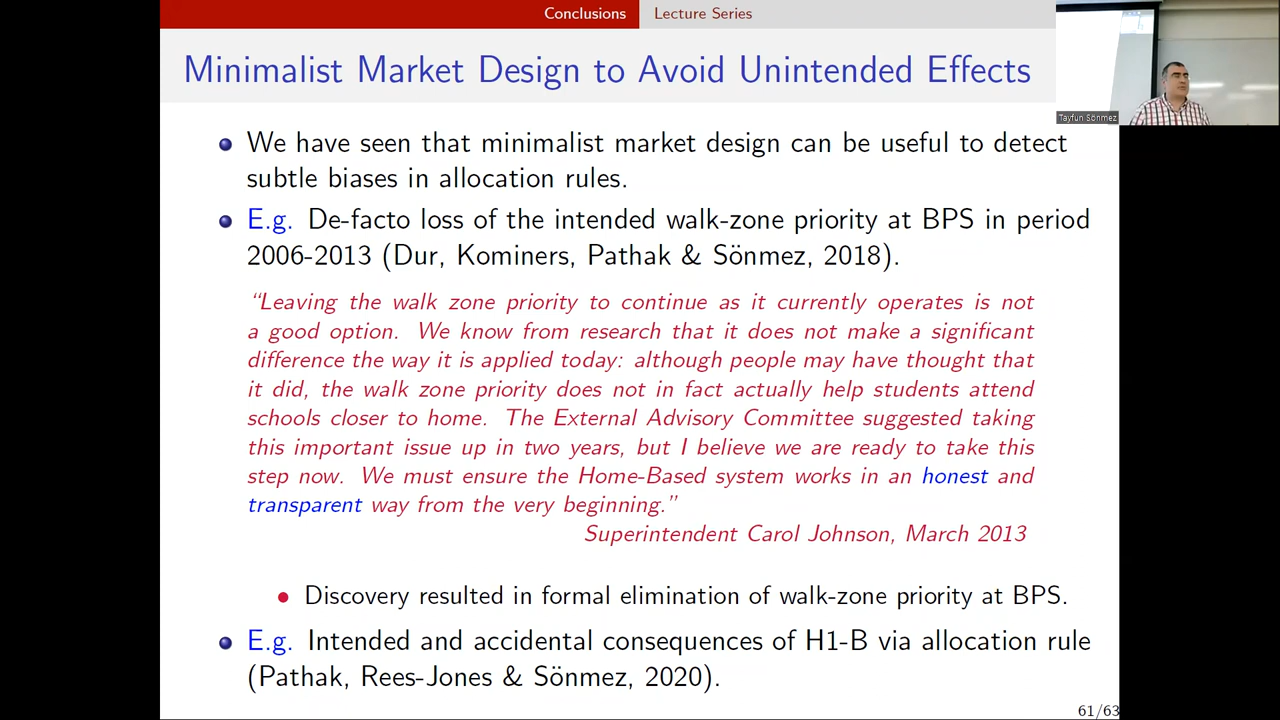 Conclusions Lecture Series
Minimalist Market Design to Avoid Unintended Effects
Tayfun Sönmez
We have seen that minimalist market design can be useful to detect
subtle biases in allocation rules.
E.g. De-facto loss of the intended walk-zone priority at BPS in period
2006-2013 (Dur, Kominers, Pathak & Sönmez, 2018).
“Leaving the walk zone priority to continue as it currently operates is not
a good option. We know from research that it does not make a significant
difference the way it is applied today: although people may have thought that
it did, the walk zone priority does not in fact actually help students attend
schools closer to home. The External Advisory Committee suggested taking
this important issue up in two years, but I believe we are ready to take this
step now. We must ensure the Home-Based system works in an honest and
transparent way from the very beginning.”
Superintendent Carol Johnson, March 2013
Discovery resulted in formal elimination of walk-zone priority at BPS.
E.g. Intended and accidental consequences of H1-B via allocation rule
(Pathak, Rees-Jones & Sönmez, 2020).
61/63